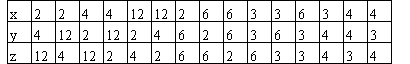 x 2 2 4 4 12 12 2 6 6 3 3 6 3 4 4
y 4 12 2 12 2 4 6 2 6 3 6 3 4 4 3
z 12 4 12 2 4 2 6 6 2 6 3 3 4 3 4